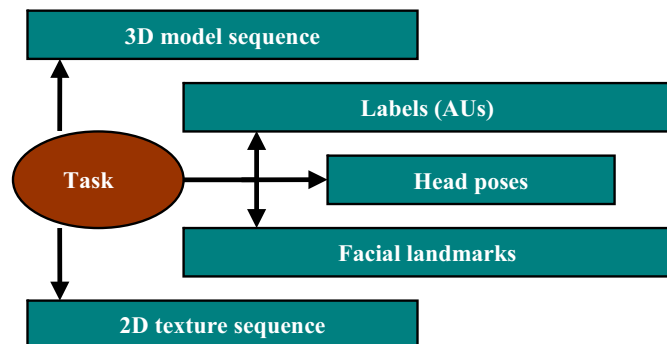 3D model sequence
Labels (AUs)
Task
Head poses
Facial landmarks
2D texture sequence